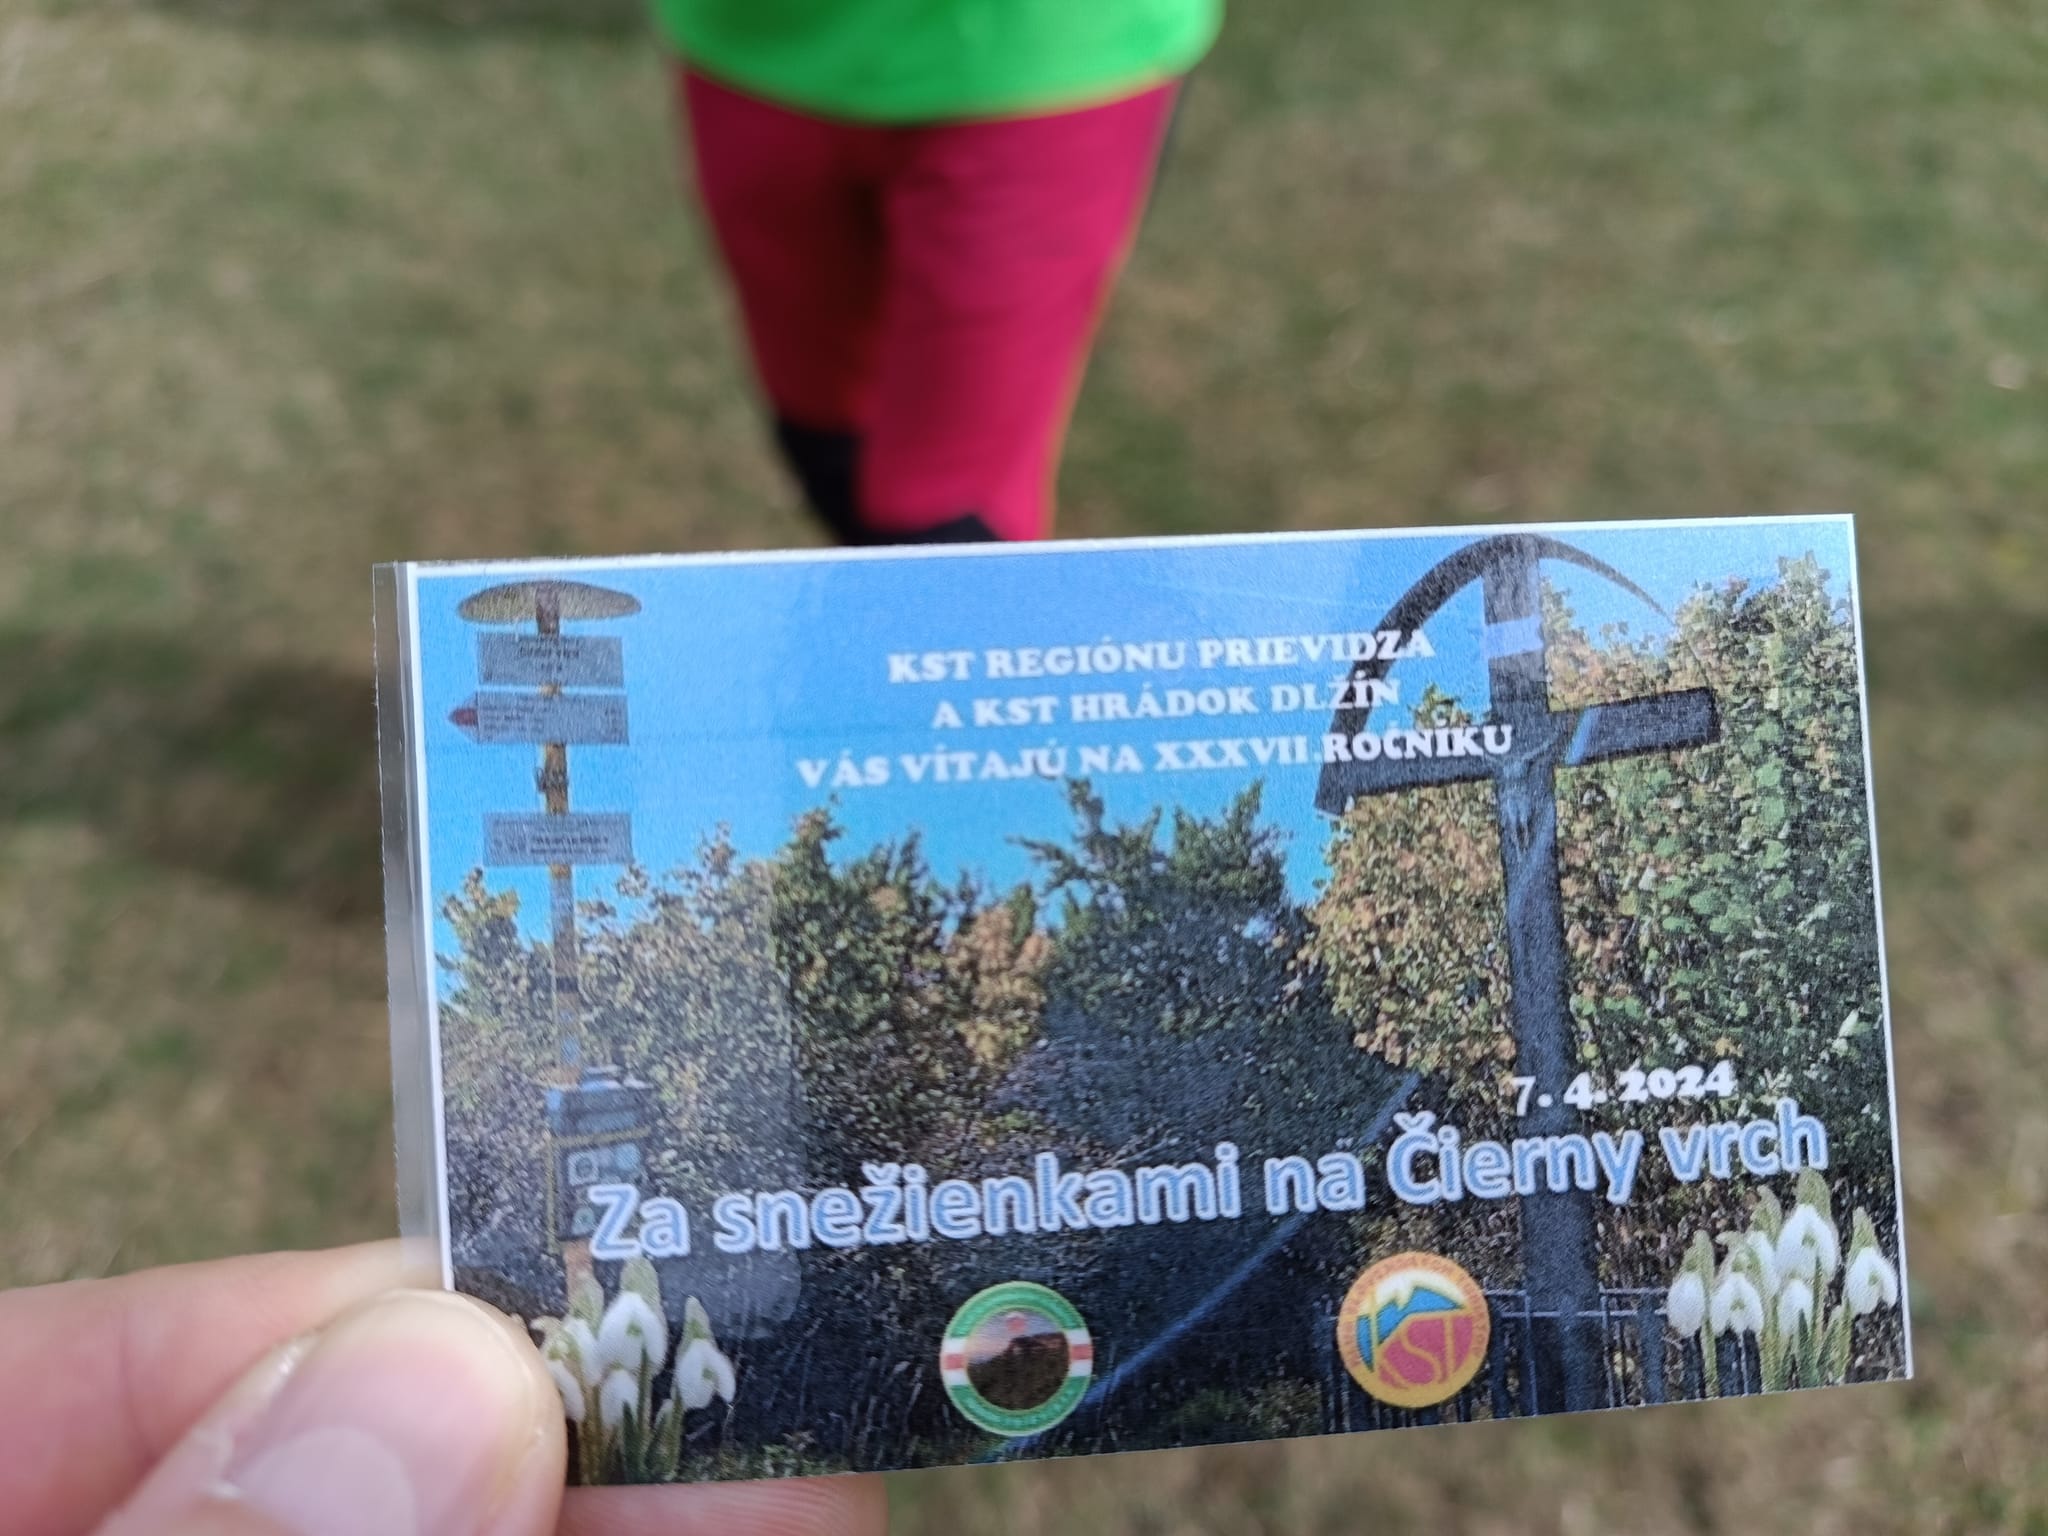 KST REGIÓNU PRIEVIDZA
A KST HRÁDOK DLŽÍN
VÁS VÍTAJÚ NA XXXVII.ROČNÍKU
7. 4. 2024
Za snežienkami na Čierny vrch
KST